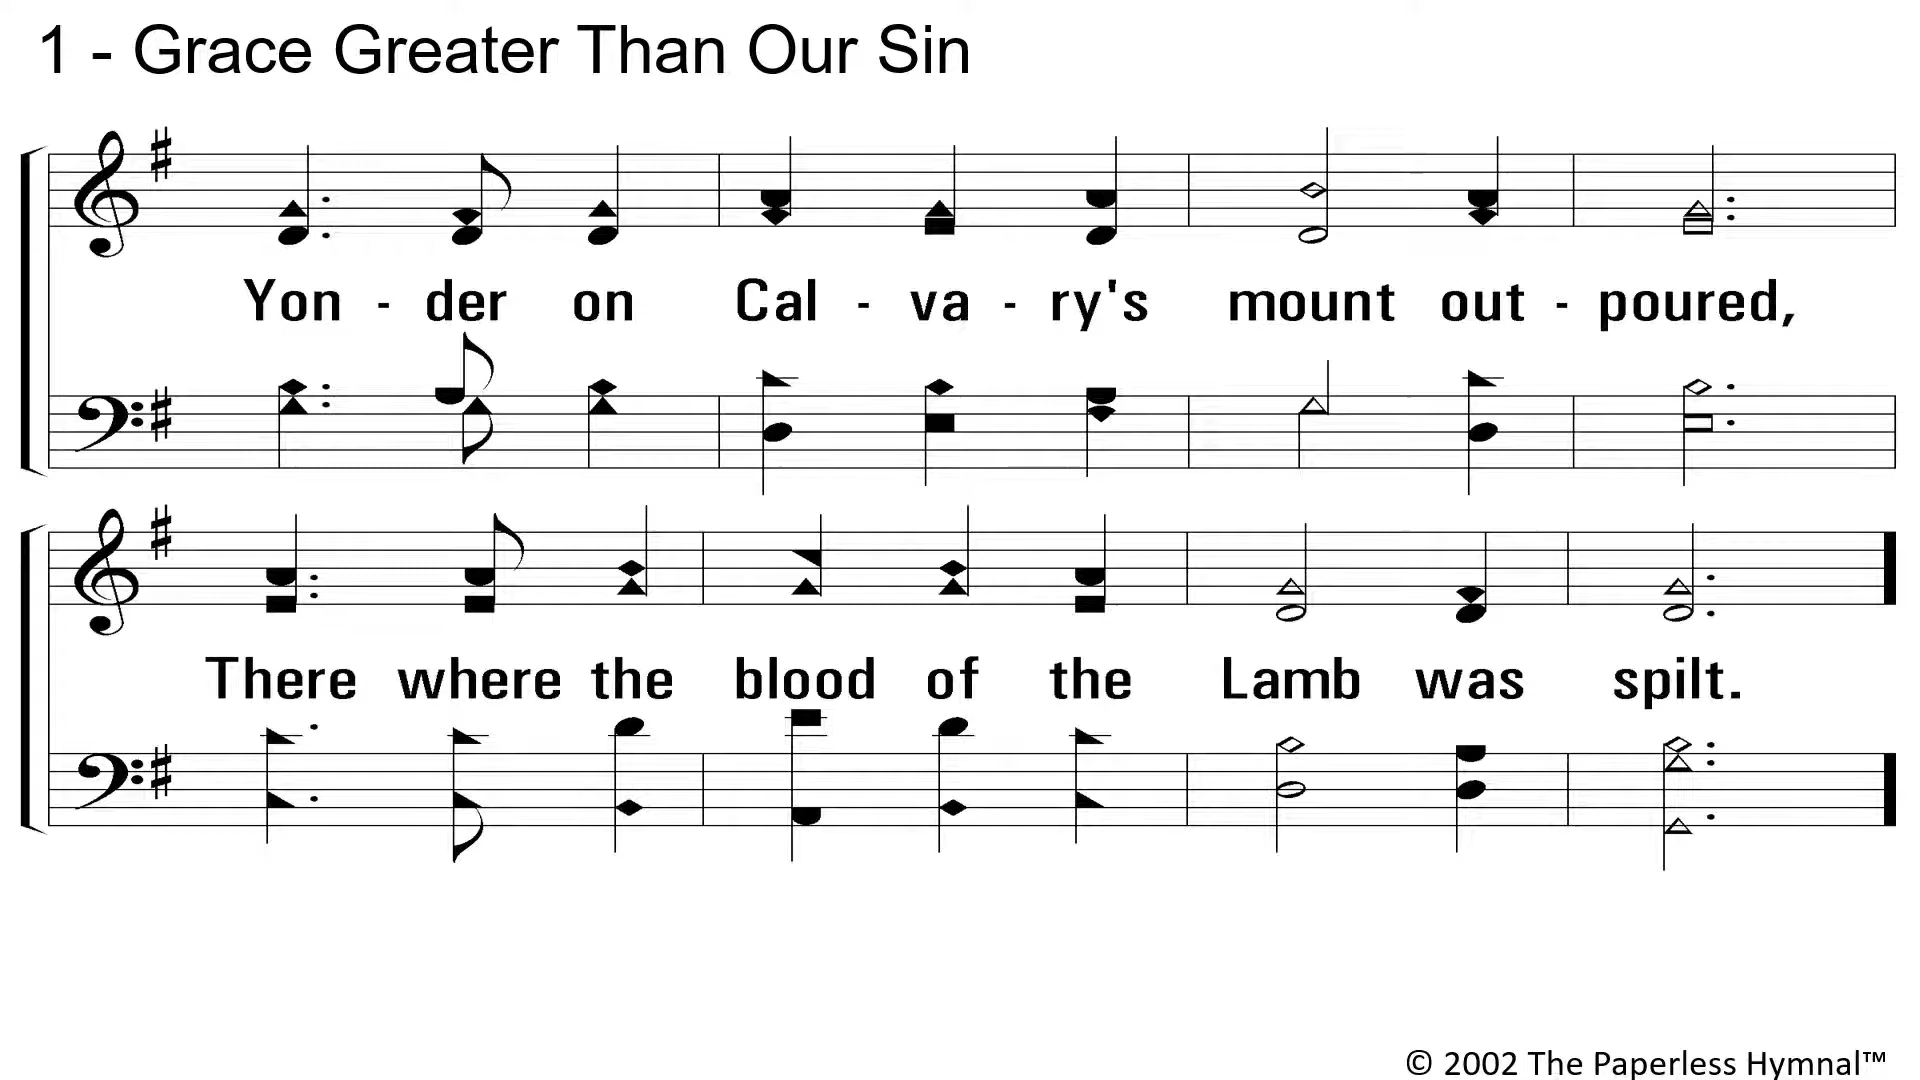 1 - Grace Greater Than Our Sin
Yon - der on Cal - va - ry's mount out - poured,
There where the blood of the Lamb was spilt.
© 2002 The Paperless Hymnal™